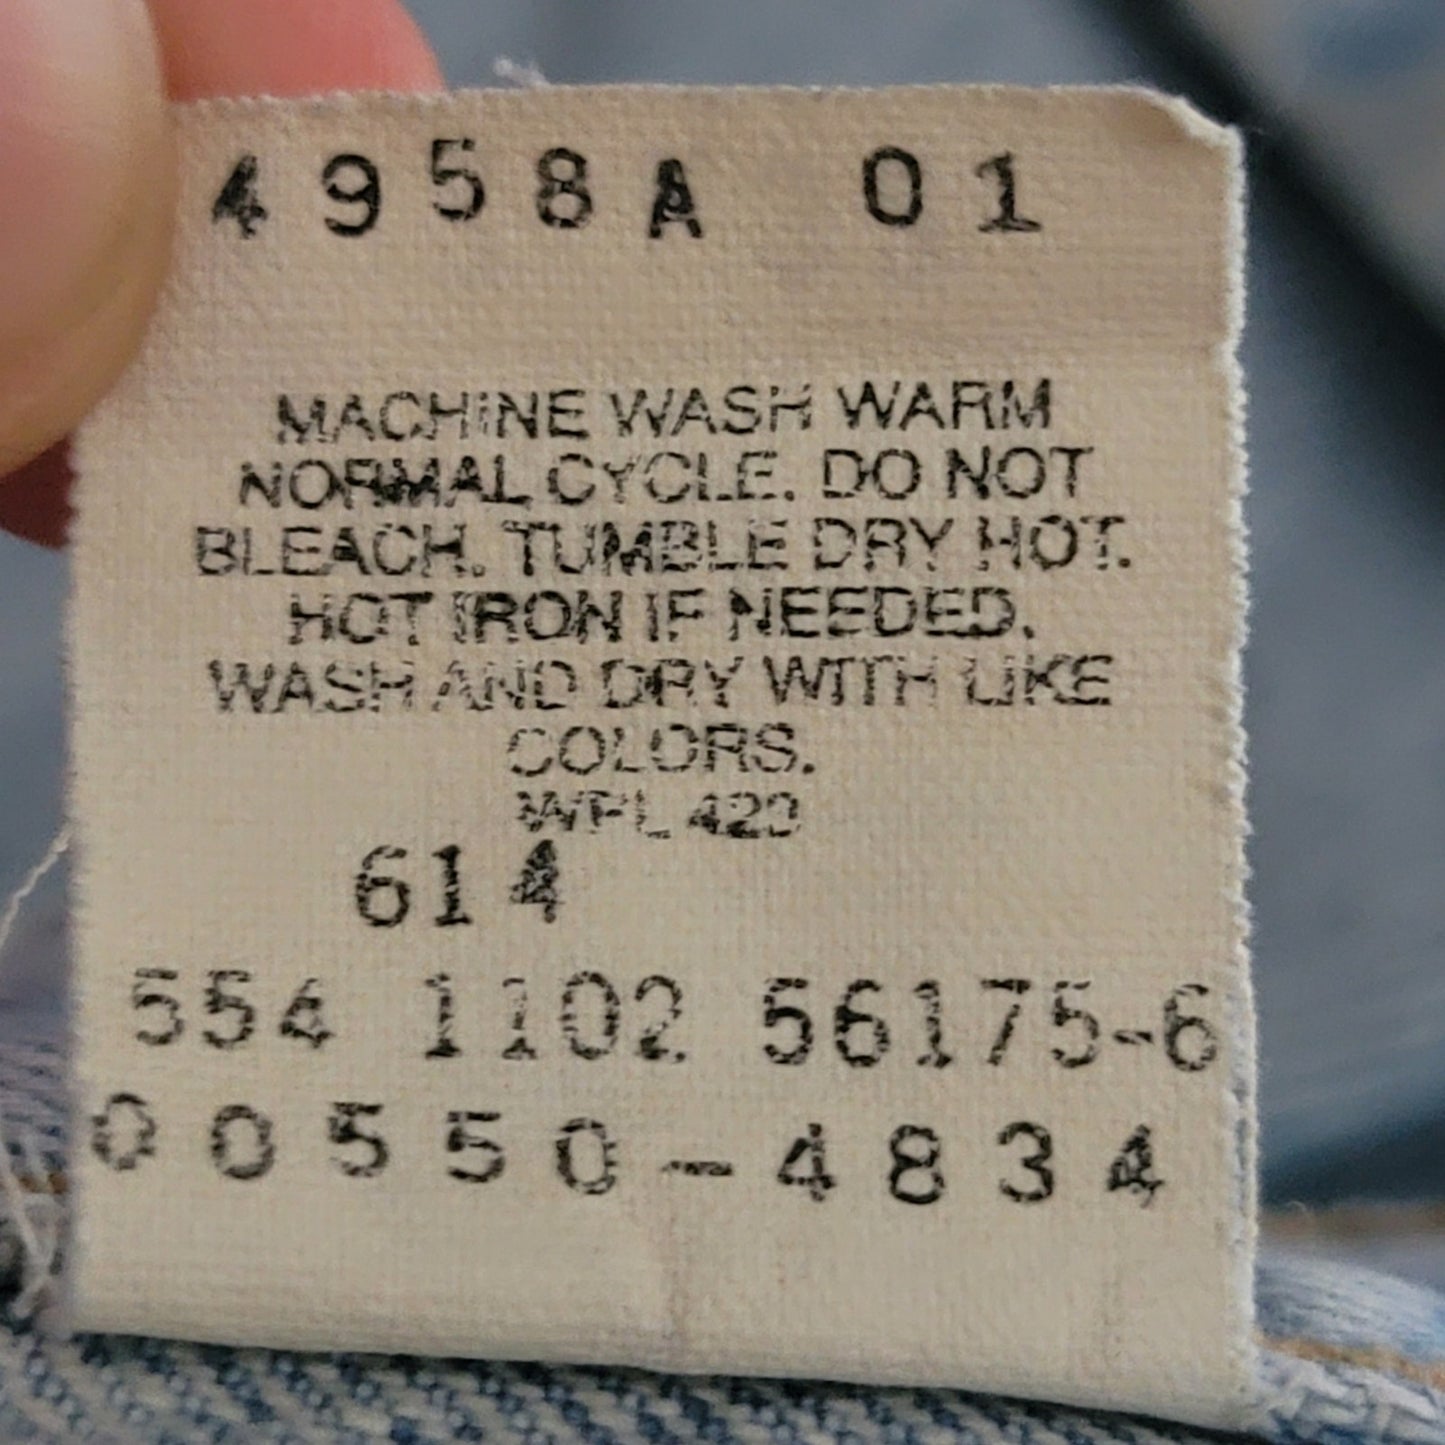 4958A 01
MACHINE WASH WARM
NORMAL CYCLE. DO NOT
BLEACH. TUMBLE DRY HOT.
HOT IRON IF NEEDED.
WASH AND DRY WITH LIKE
COLORS.
WPL 423
614
554 1102 56175-6
00550-4834